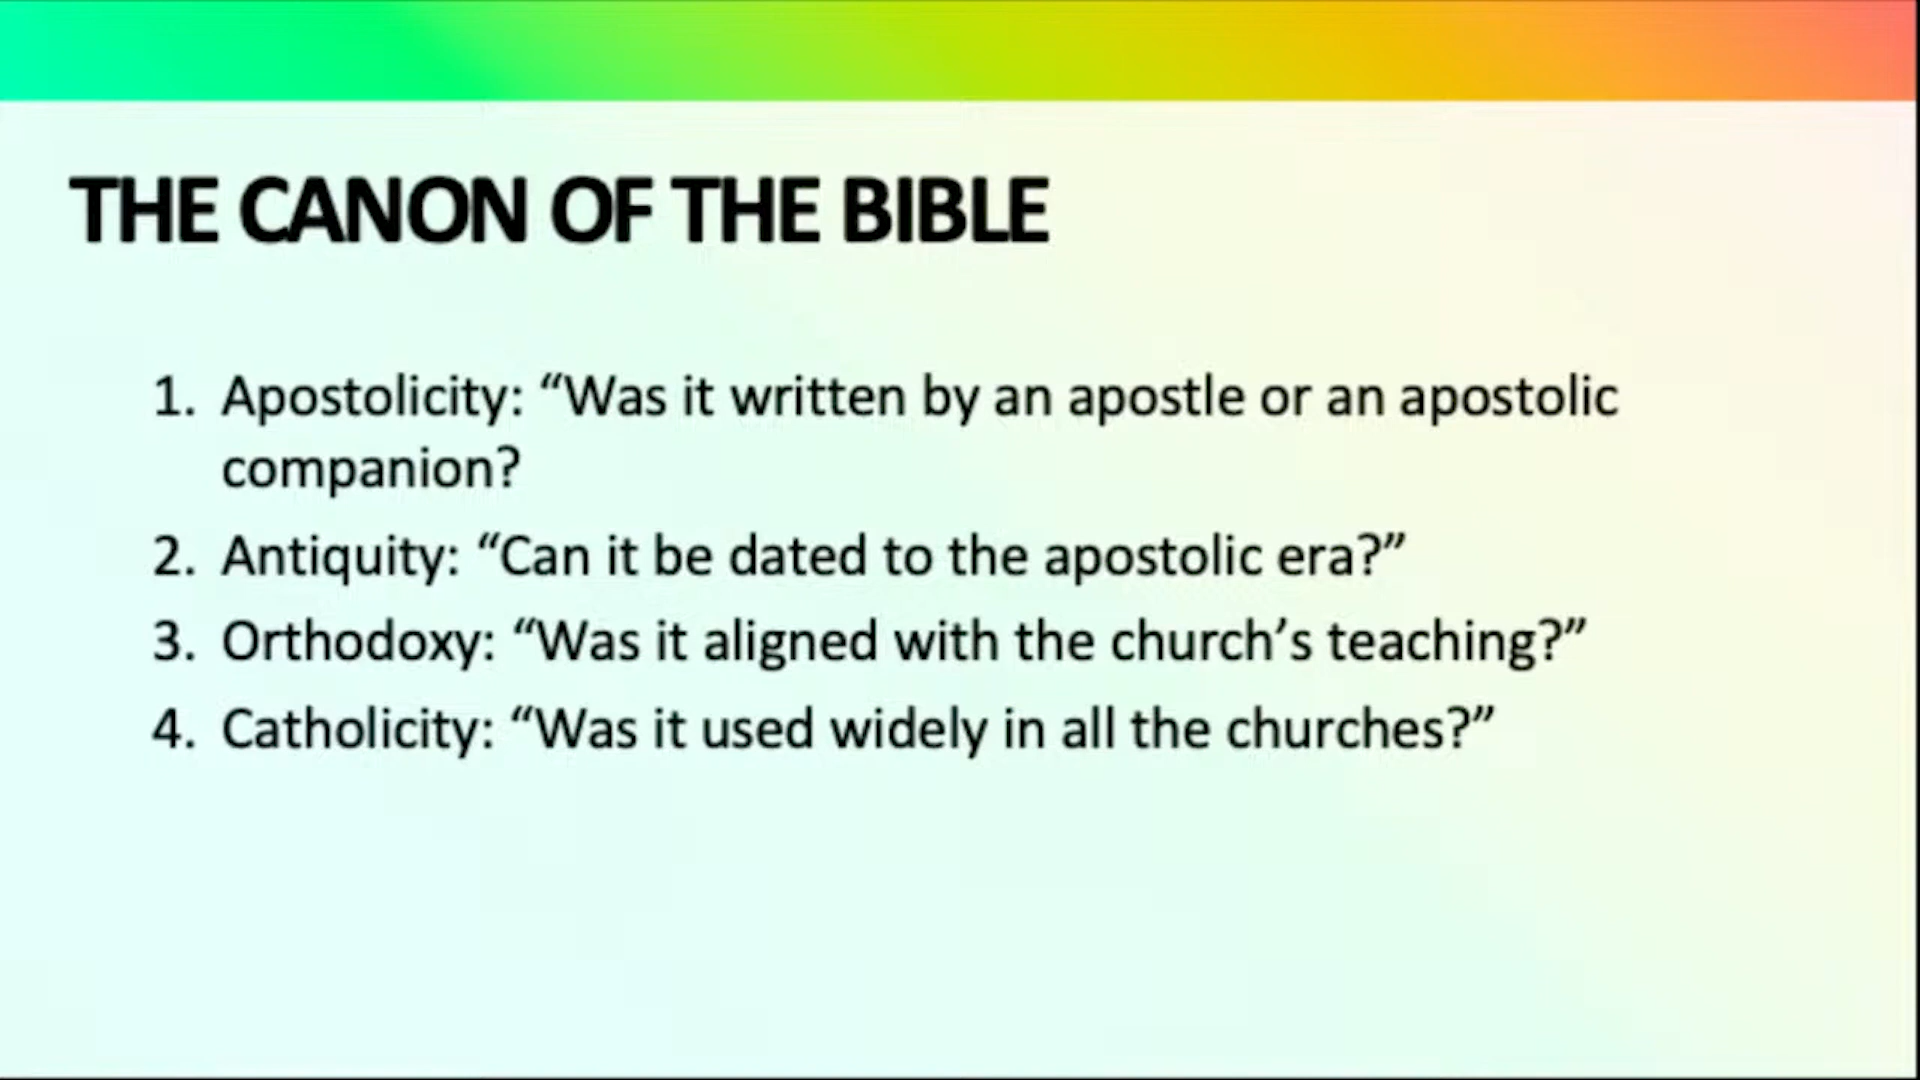 THE CANON OF THE BIBLE
1. Apostolicity: “Was it written by an apostle or an apostolic
companion?
2. Antiquity: “Can it be dated to the apostolic era?”
3. Orthodoxy: “Was it aligned with the church’s teaching?”
4. Catholicity: “Was it used widely in all the churches?”